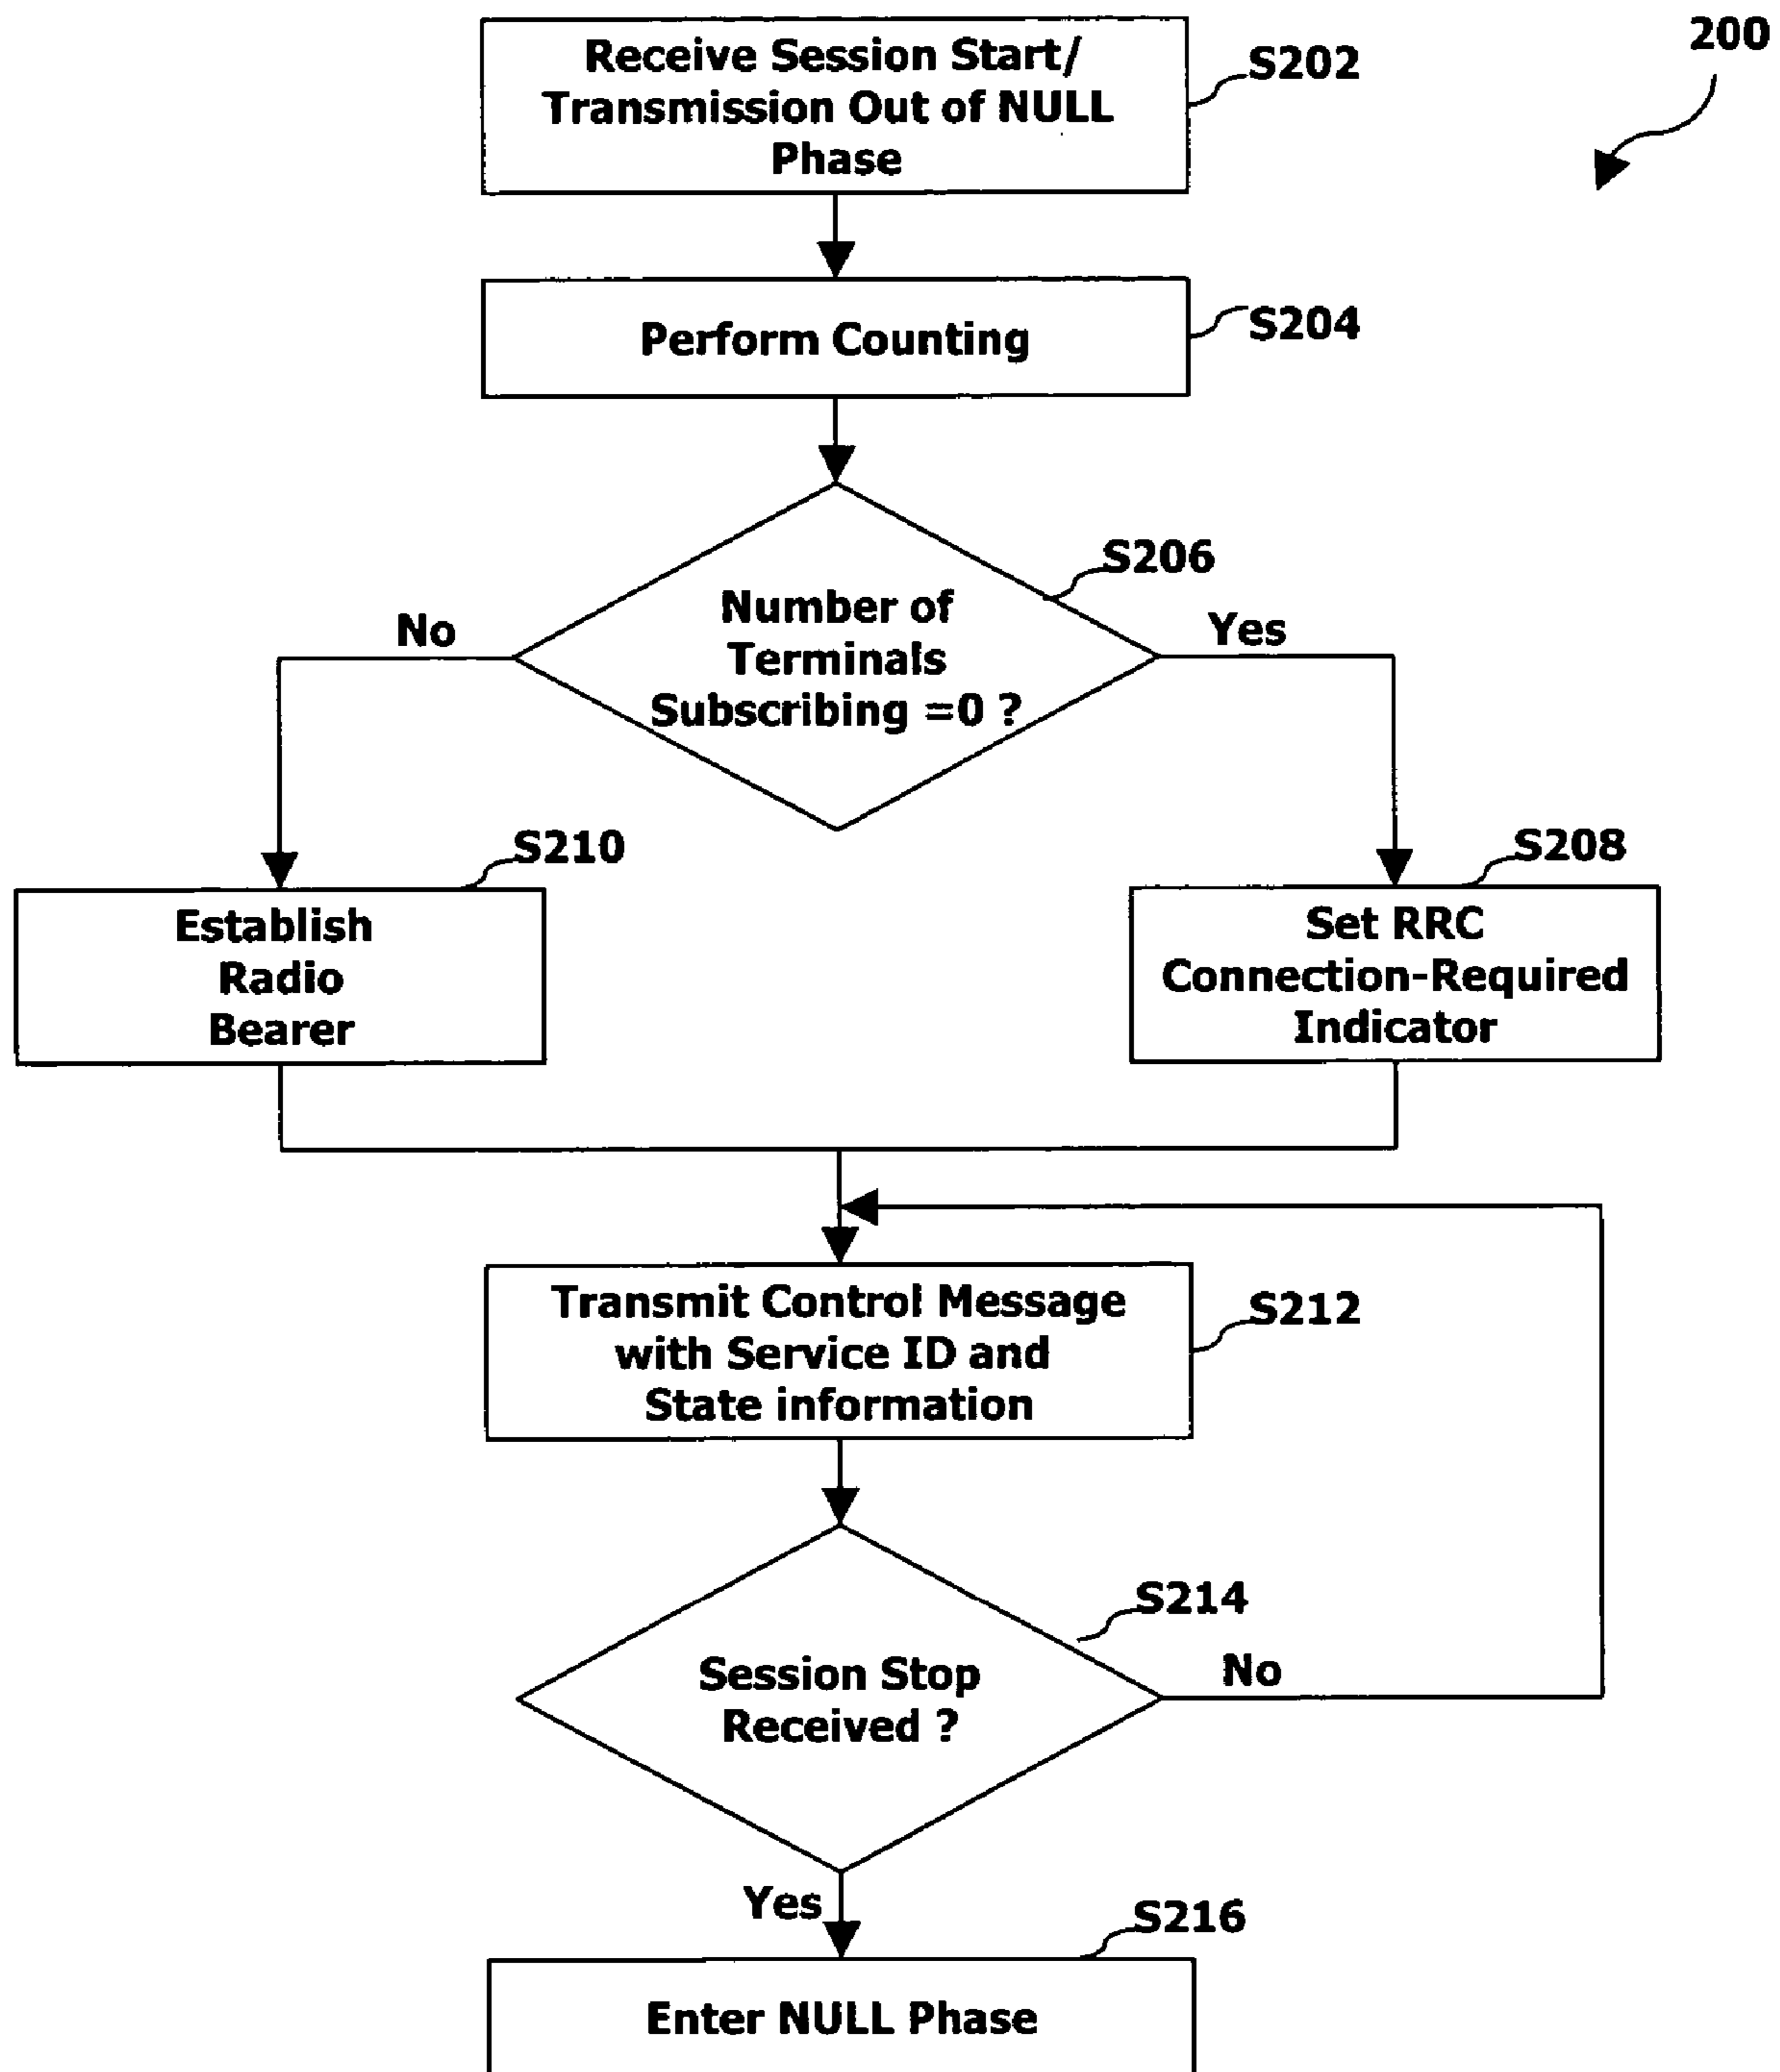 200
Receive Session Start/
Transmission Out of NULL
Phase
S202
Perform Counting
S204
S206
Number of
Terminals
Subscribing =0 ?
No
Yes
S210
Establish
Radio
Bearer
S208
Set RRC
Connection-Required
Indicator
Transmit Control Message
with Service ID and
State information
S212
S214
Session Stop
Received ?
No
Yes
S216
Enter NULL Phase